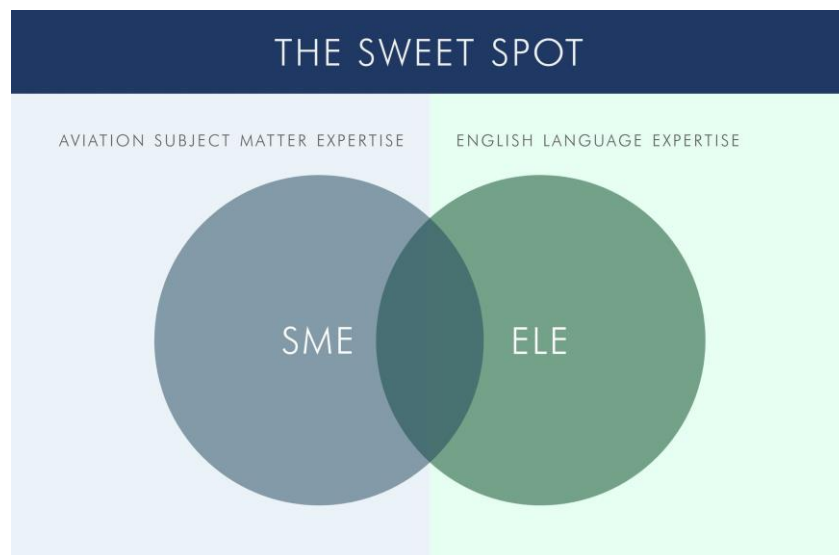 THE SWEET SPOT
AVIATION SUBJECT MATTER EXPERTISE
ENGLISH LANGUAGE EXPERTISE
SME
ELE